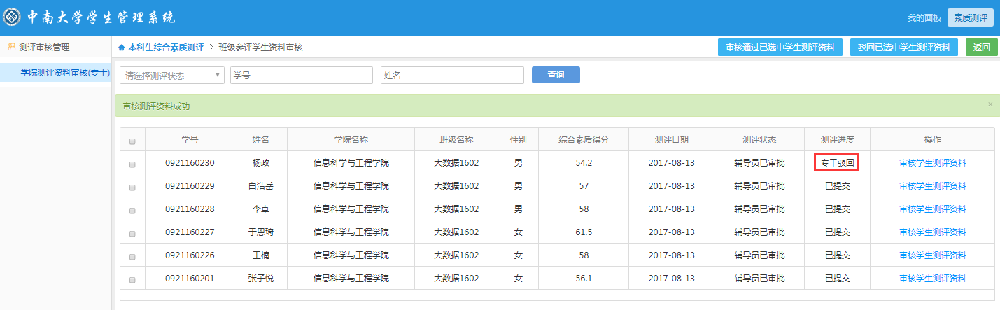 中南大学学生管理系统
我的面板 素质测评
测评审核管理
学院测评资料审核(专干)
本科生综合素质测评 > 班级参评学生资料审核
审核通过已选中学生测评资料 驳回已选中学生测评资料 返回
请选择测评状态 学号 姓名 查询
审核测评资料成功 ×
学号 姓名 学院名称 班级名称 性别 综合素质得分 测评日期 测评状态 测评进度 操作
0921160230 杨政 信息科学与工程学院 大数据1602 男 54.2 2017-08-13 辅导员已审批 专干驳回 审核学生测评资料
0921160229 白浩岳 信息科学与工程学院 大数据1602 男 57 2017-08-13 辅导员已审批 已提交 审核学生测评资料
0921160228 李卓 信息科学与工程学院 大数据1602 男 58 2017-08-13 辅导员已审批 已提交 审核学生测评资料
0921160227 于恩琦 信息科学与工程学院 大数据1602 女 61.5 2017-08-13 辅导员已审批 已提交 审核学生测评资料
0921160226 王楠 信息科学与工程学院 大数据1602 女 58 2017-08-13 辅导员已审批 已提交 审核学生测评资料
0921160201 张子悦 信息科学与工程学院 大数据1602 女 56.1 2017-08-13 辅导员已审批 已提交 审核学生测评资料